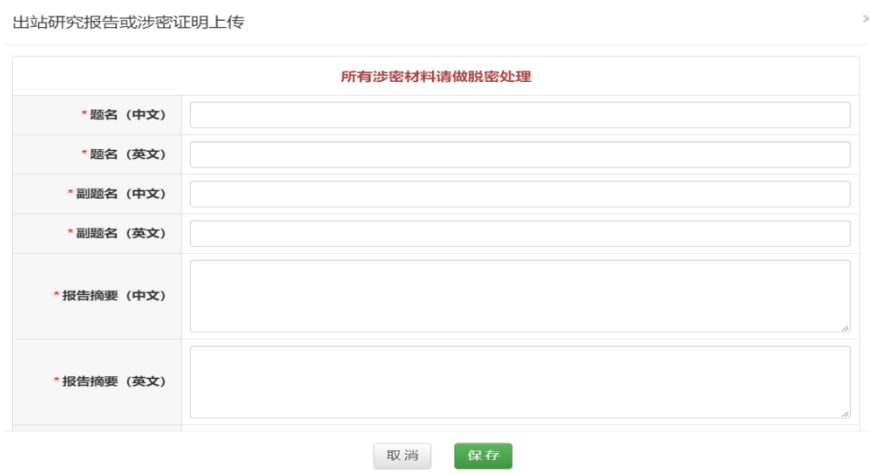 出站研究报告或涉密证明上传
×
所有涉密材料请做脱密处理
*题名（中文）
*题名（英文）
*副题名（中文）
*副题名（英文）
*报告摘要（中文）
*报告摘要（英文）
取消 保存